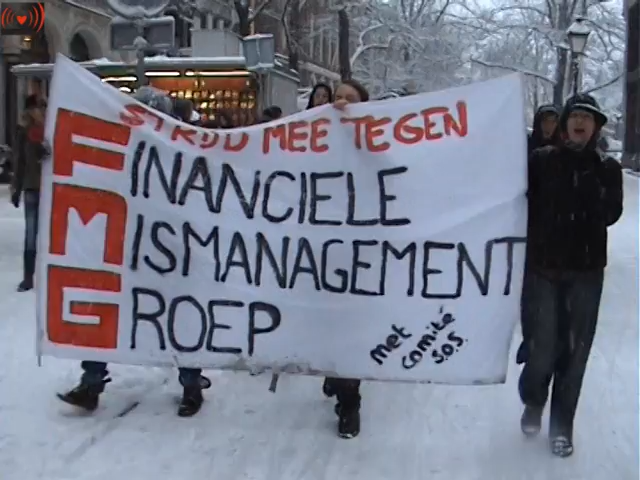 STRIJD MEE TEGEN
FINANCIELE
MISMANAGEMENT
GROEP
met
comité
S.O.S.